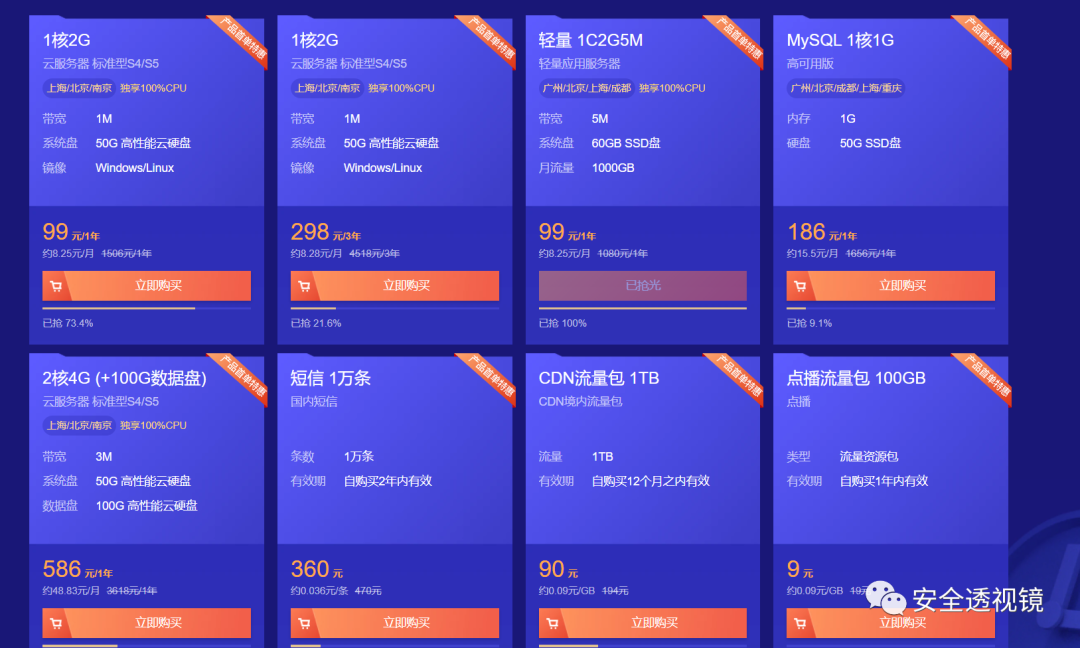 产品首单特惠
1核2G
云服务器 标准型S4/S5
上海/北京/南京 独享100%CPU
带宽 1M
系统盘 50G 高性能云硬盘
镜像 Windows/Linux
99 元/1年
约8.25元/月 1506元/1年
立即购买
已抢 73.4%
产品首单特惠
1核2G
云服务器 标准型S4/S5
上海/北京/南京 独享100%CPU
带宽 1M
系统盘 50G 高性能云硬盘
镜像 Windows/Linux
298 元/3年
约8.28元/月 4518元/3年
立即购买
已抢 21.6%
产品首单特惠
轻量 1C2G5M
轻量应用服务器
广州/北京/上海/成都 独享100%CPU
带宽 5M
系统盘 60GB SSD盘
月流量 1000GB
99 元/1年
约8.25元/月 1080元/1年
已抢光
已抢 100%
产品首单特惠
MySQL 1核1G
高可用版
广州/北京/成都/上海/重庆
内存 1G
硬盘 50G SSD盘
186 元/1年
约15.5元/月 1656元/1年
立即购买
已抢 9.1%
产品首单特惠
2核4G (+100G数据盘)
云服务器 标准型S4/S5
上海/北京/南京 独享100%CPU
带宽 3M
系统盘 50G 高性能云硬盘
数据盘 100G 高性能云硬盘
586 元/1年
约48.83元/月 3618元/1年
立即购买
产品首单特惠
短信 1万条
国内短信
条数 1万条
有效期 自购买2年内有效
360 元
约0.036元/条 470元
立即购买
产品首单特惠
CDN流量包 1TB
CDN境内流量包
流量 1TB
有效期 自购买12个月之内有效
90 元
约0.09元/GB 194元
立即购买
产品首单特惠
点播流量包 100GB
点播
类型 流量资源包
有效期 自购买1年内有效
9 元
约0.09元/GB
立即购买
安全透视镜